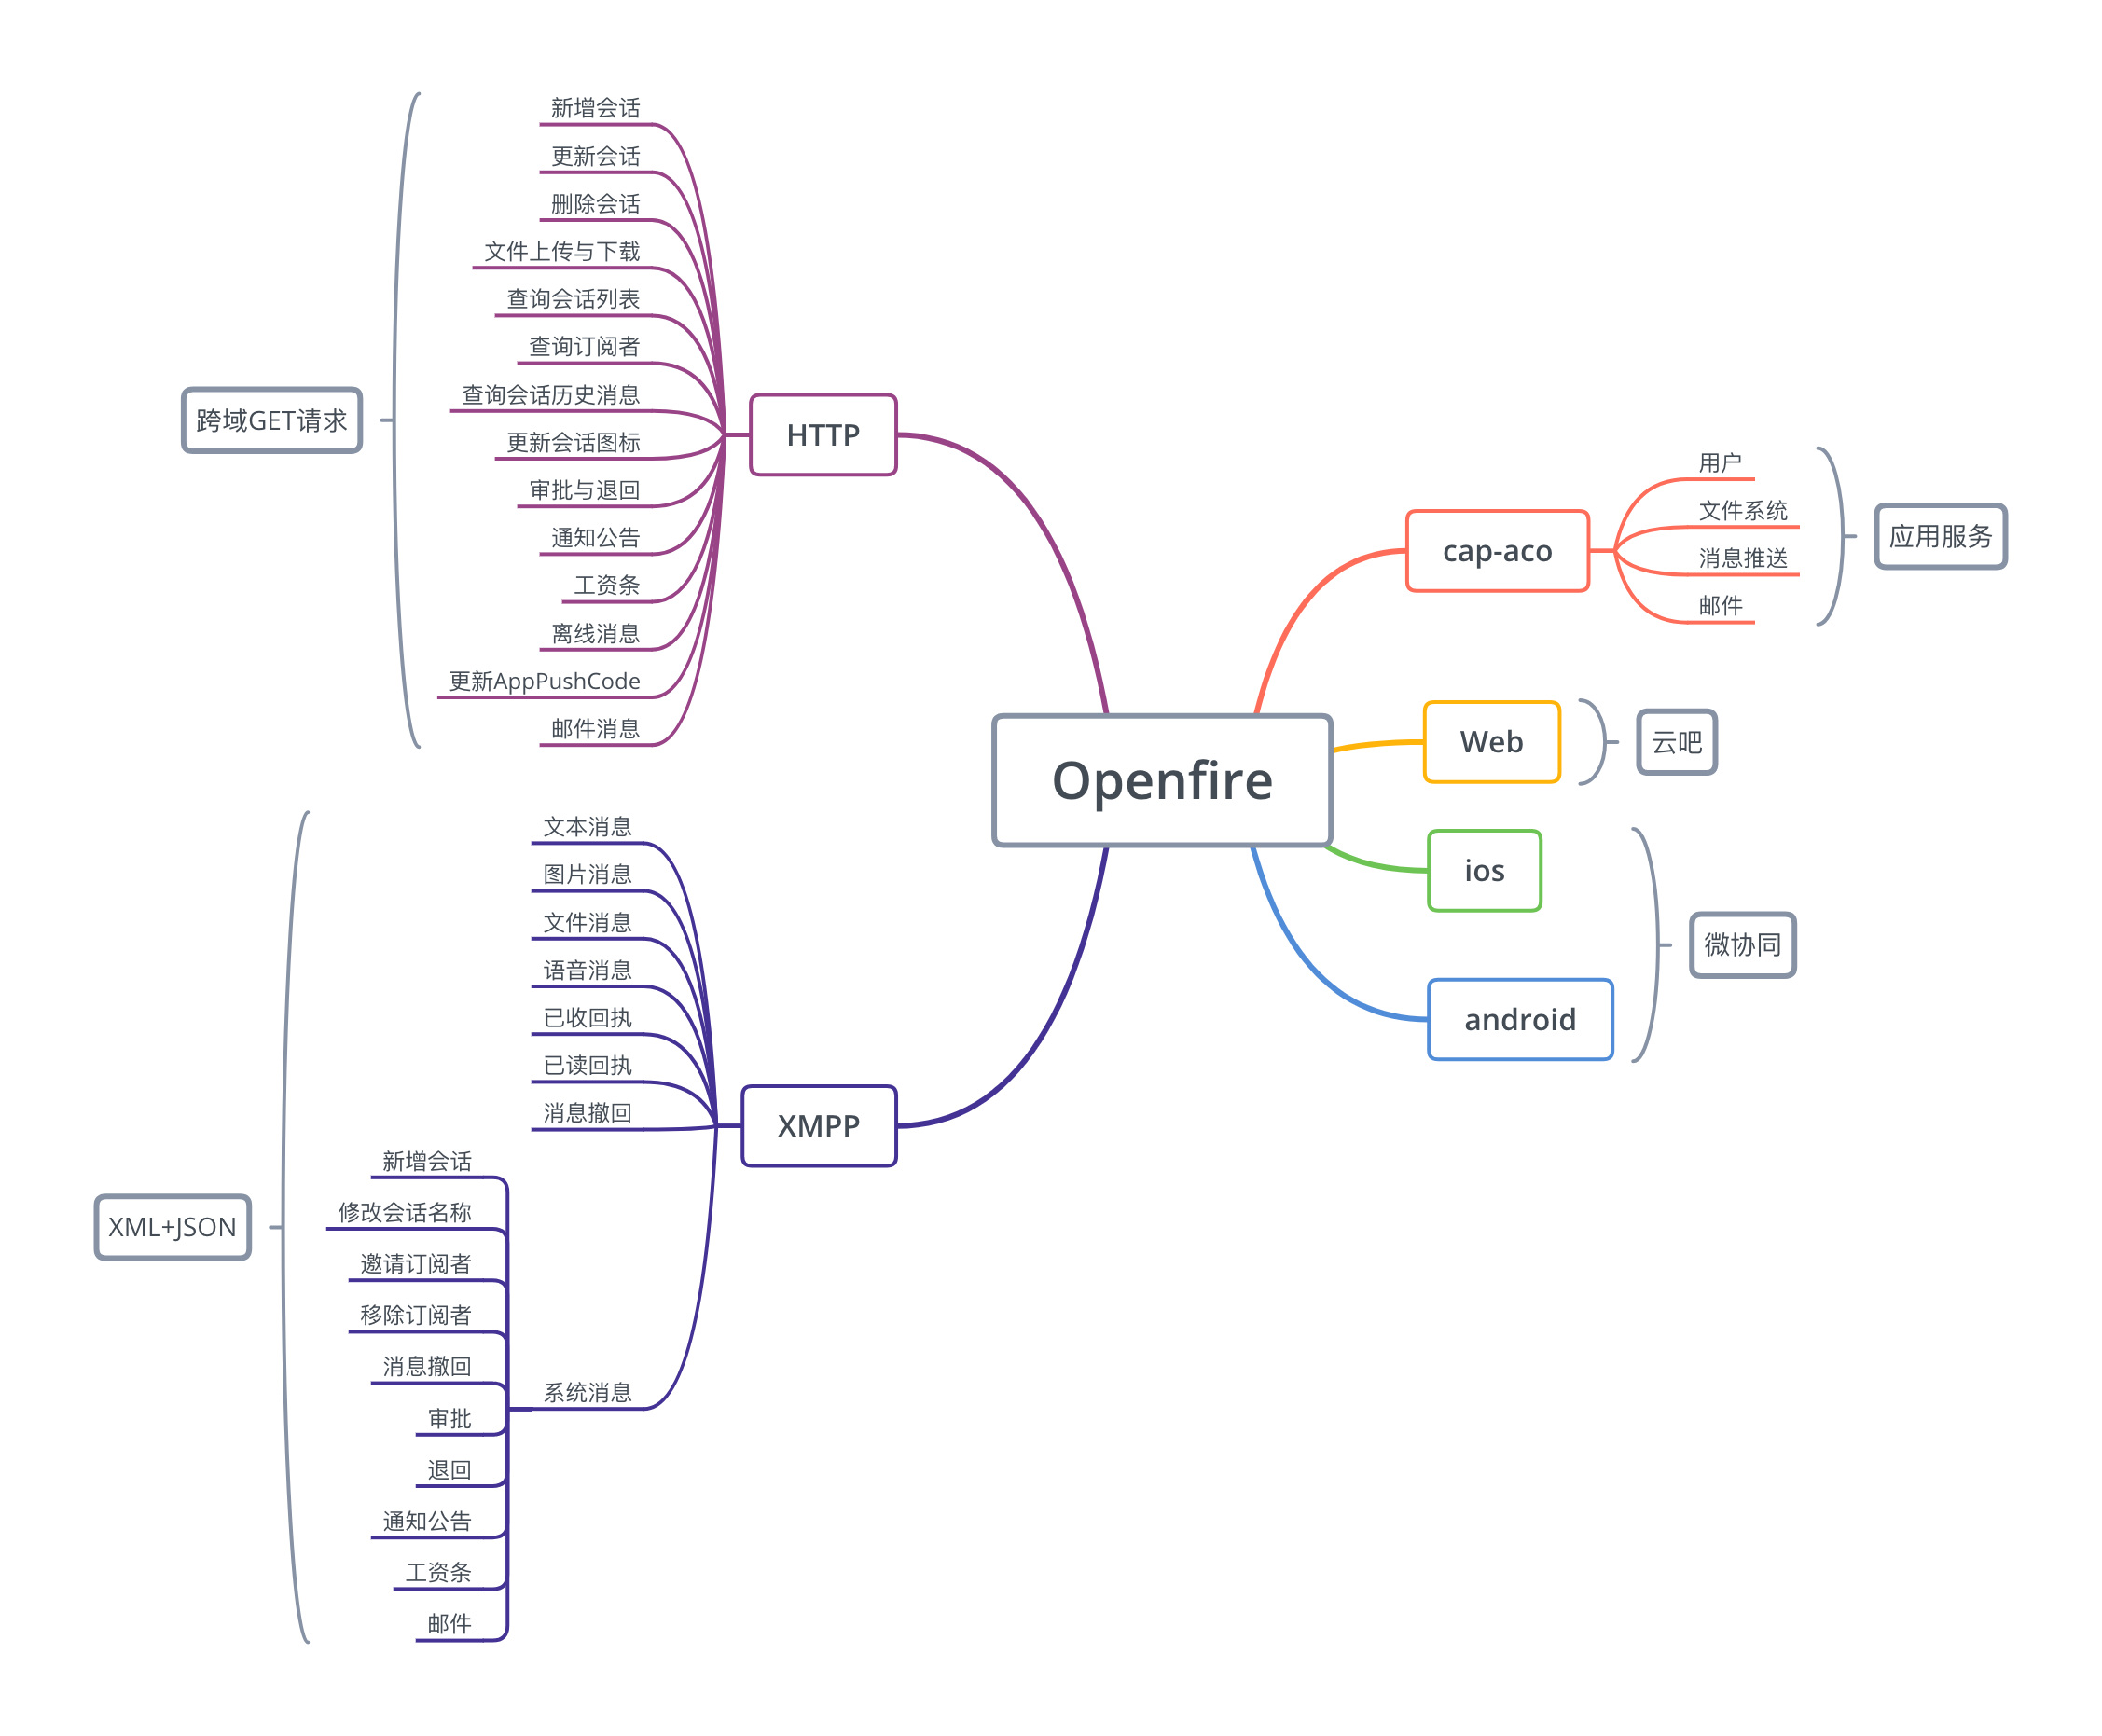 Openfire
HTTP
新增会话
更新会话
删除会话
文件上传与下载
查询会话列表
查询订阅者
查询会话历史消息
更新会话图标
审批与退回
通知公告
工资条
离线消息
更新AppPushCode
邮件消息
跨域GET请求
XMPP
文本消息
图片消息
文件消息
语音消息
已收回执
已读回执
消息撤回
系统消息
新增会话
修改会话名称
邀请订阅者
移除订阅者
消息撤回
审批
退回
通知公告
工资条
邮件
XML+JSON
cap-aco
用户
文件系统
消息推送
邮件
应用服务
Web
云吧
ios
android
微协同